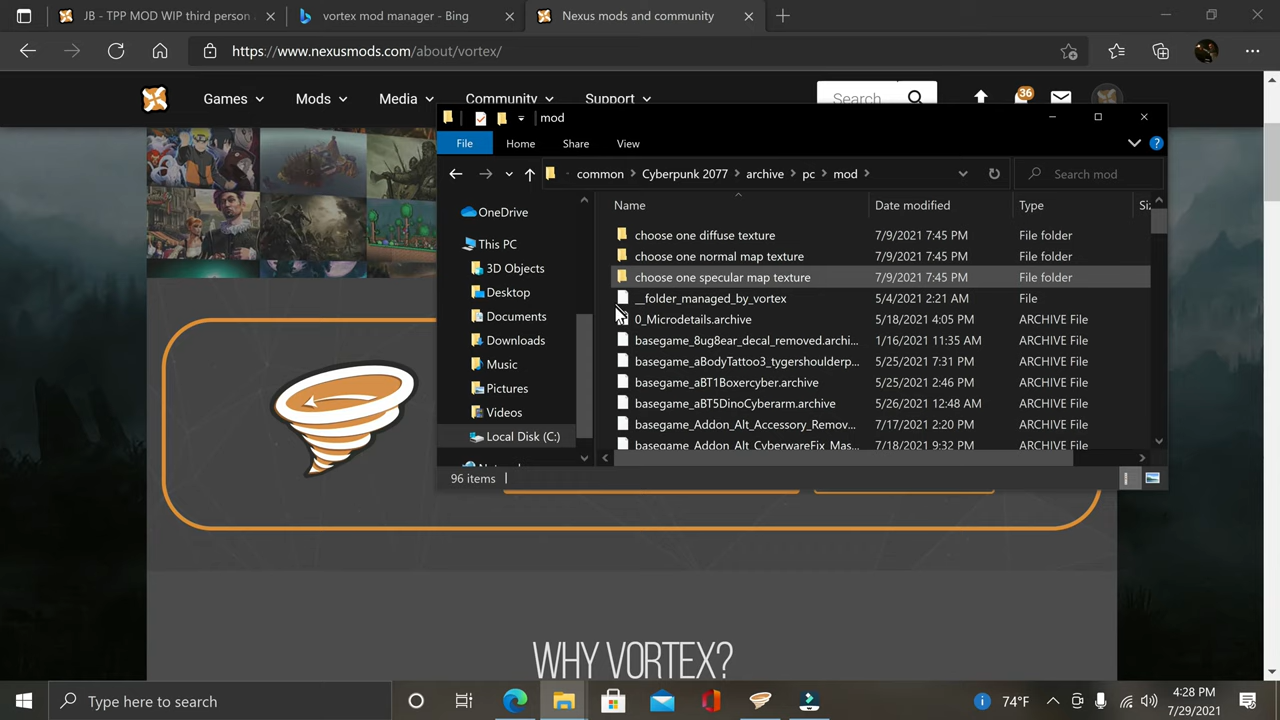 JB - TPP MOD WIP third person
vortex mod manager - Bing
Nexus mods and community
https://www.nexusmods.com/about/vortex/
Games
Mods
Media
Community
Support
Search
36
mod
File
Home
Share
View
common
Cyberpunk 2077
archive
pc
mod
Search mod
Name
Date modified
Type
OneDrive
This PC
3D Objects
Desktop
Documents
Downloads
Music
Pictures
Videos
Local Disk (C:)
choose one diffuse texture 7/9/2021 7:45 PM File folder
choose one normal map texture 7/9/2021 7:45 PM File folder
choose one specular map texture 7/9/2021 7:45 PM File folder
__folder_managed_by_vortex 5/4/2021 2:21 AM File
0_Microdetails.archive 5/18/2021 4:05 PM ARCHIVE File
basegame_8ug8ear_decal_removed.archi... 1/16/2021 11:35 AM ARCHIVE File
basegame_aBodyTattoo3_tygershoulderp... 5/25/2021 7:31 PM ARCHIVE File
basegame_aBT1Boxercyber.archive 5/25/2021 2:46 PM ARCHIVE File
basegame_aBT5DinoCyberarm.archive 5/26/2021 12:48 AM ARCHIVE File
basegame_Addon_Alt_Accessory_Remov... 7/17/2021 2:20 PM ARCHIVE File
basegame_Addon_Alt_CyberwareFix_Mas... 7/18/2021 9:32 PM ARCHIVE File
96 items
WHY VORTEX?
Type here to search
74°F
4:28 PM
7/29/2021